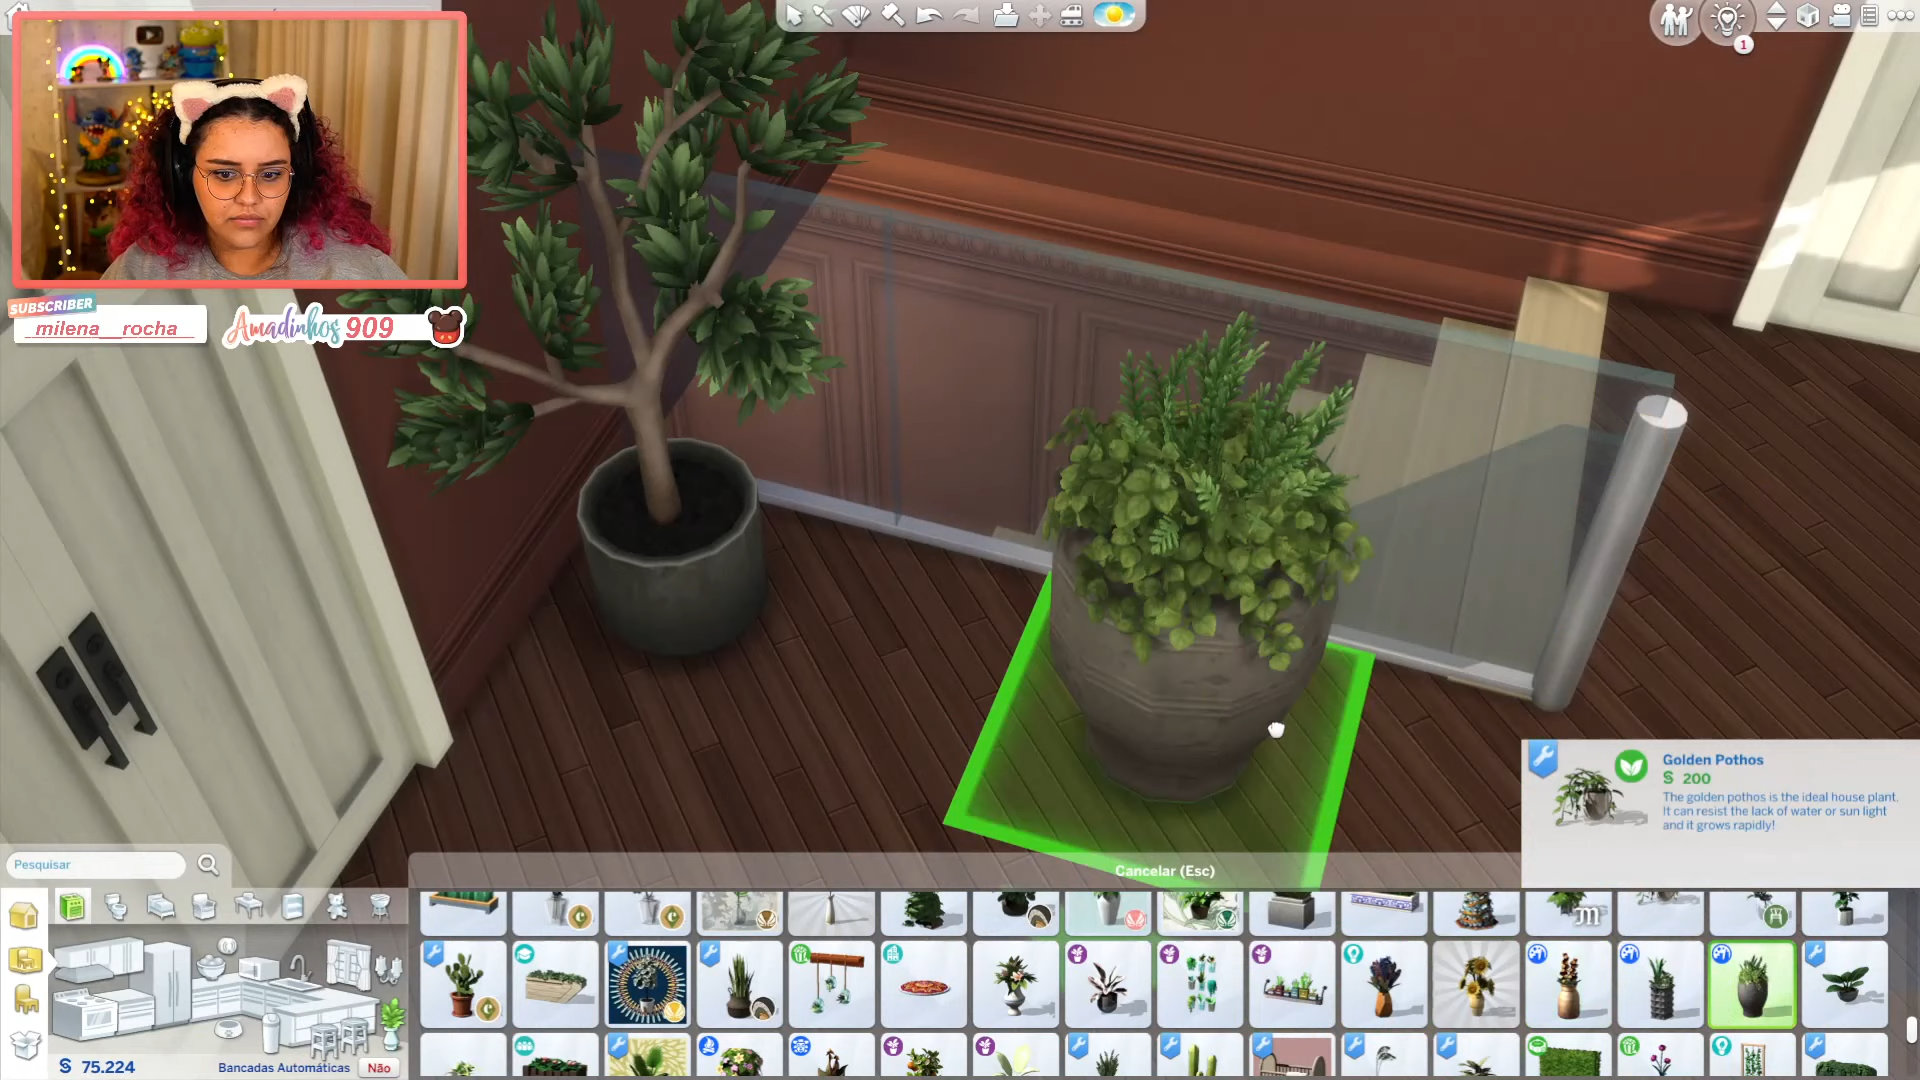 SUBSCRIBER
milena__rocha
Amadinhos 909
1
Golden Pothos
S 200
The golden pothos is the ideal house plant.
It can resist the lack of water or sun light
and it grows rapidly!
Pesquisar
Cancelar (Esc)
S 75.224
Bancadas Automáticas Não